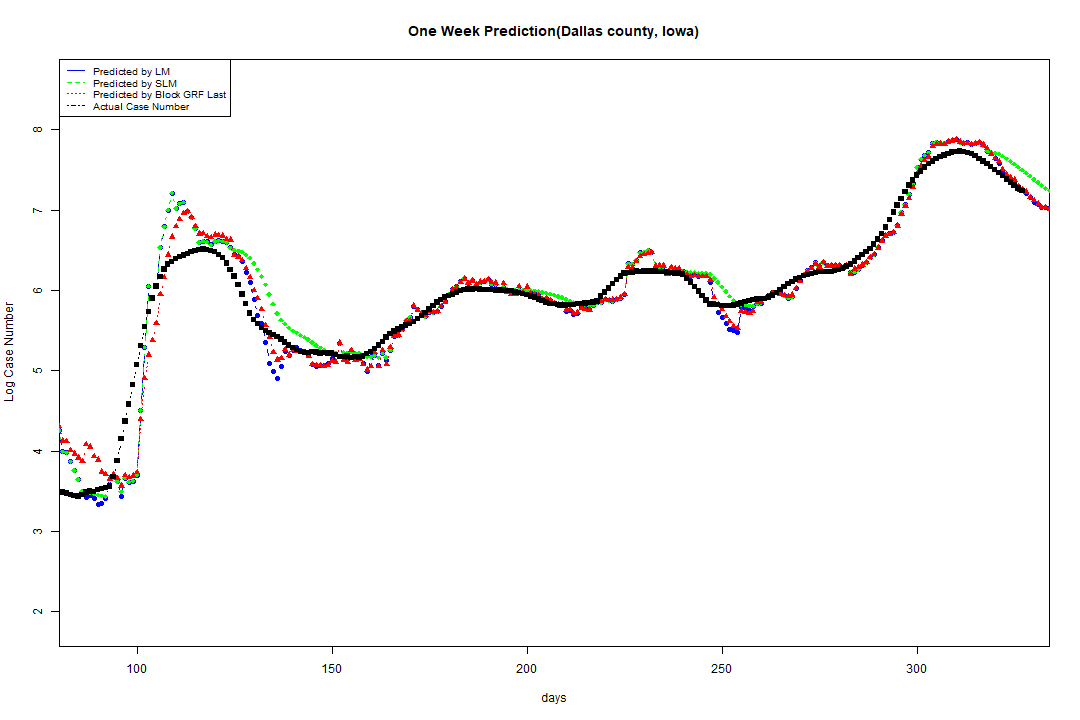 One Week Prediction(Dallas county, Iowa)
Predicted by LM
Predicted by SLM
Predicted by Block GRF Last
Actual Case Number
Log Case Number
8
7
6
5
4
3
2
100 150 200 250 300
days